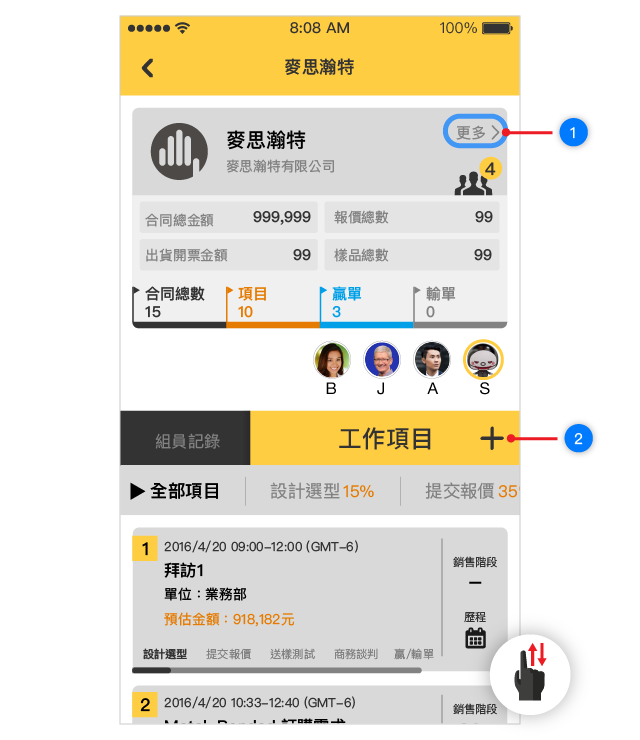 8:08 AM 100%
麥思瀚特
麥思瀚特
麥思瀚特有限公司
更多
1
4
合同總金額 999,999 報價總數 99
出貨開票金額 99 樣品總數 99
合同總數 項目 贏單 輸單
15 10 3 0
B J A S
組員記錄 工作項目
2
全部項目 設計選型15% 提交報價 35
1 2016/4/20 09:00-12:00 (GMT-6)
拜訪1
單位：業務部
預估金額：918,182元
銷售階段
–
歷程
設計選型 提交報價 送樣測試 商務談判 贏/輸單
2 2016/4/20 10:33-12:40 (GMT-6)
銷售階段